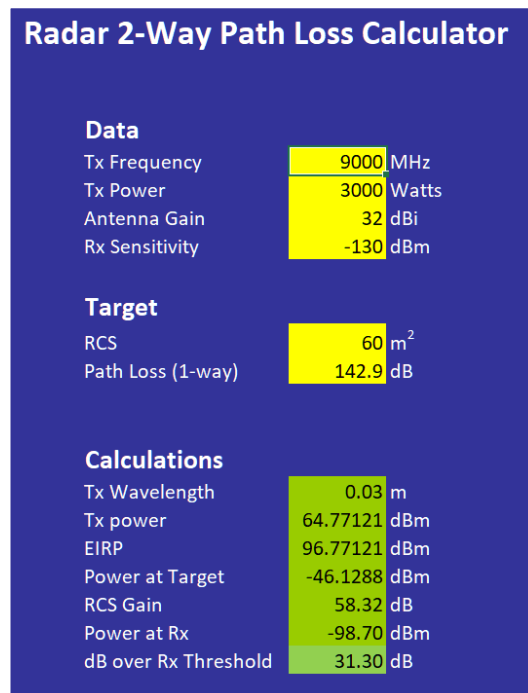 Radar 2-Way Path Loss Calculator
Data
Tx Frequency 9000 MHz
Tx Power 3000 Watts
Antenna Gain 32 dBi
Rx Sensitivity -130 dBm
Target
RCS 60 m²
Path Loss (1-way) 142.9 dB
Calculations
Tx Wavelength 0.03 m
Tx power 64.77121 dBm
EIRP 96.77121 dBm
Power at Target -46.1288 dBm
RCS Gain 58.32 dB
Power at Rx -98.70 dBm
dB over Rx Threshold 31.30 dB